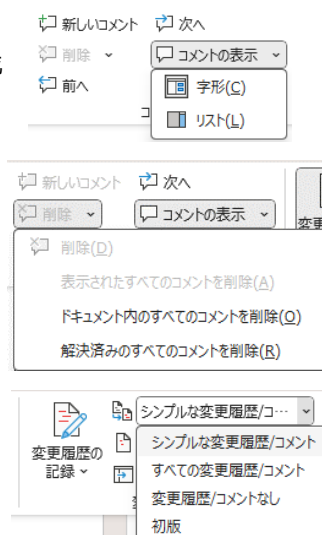 新しいコメント 次へ
削除 コメントの表示
前へ
字形(C)
コ
リスト(L)
新しいコメント 次へ
削除 コメントの表示
変更
削除(D)
表示されたすべてのコメントを削除(A)
ドキュメント内のすべてのコメントを削除(O)
解決済みのすべてのコメントを削除(R)
シンプルな変更履歴/コ…
変更履歴の
記録
シンプルな変更履歴/コメント
すべての変更履歴/コメント
変更履歴/コメントなし
初版